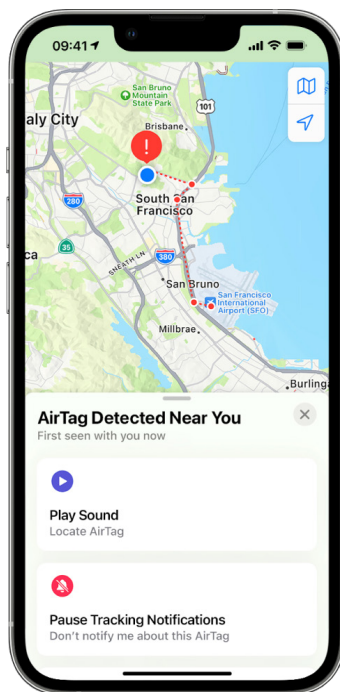 09:41
San Bruno
Mountain
State Park
101
aly City
Brisbane
!
280
South San
Francisco
35
ca
SNEATH LN
380
San Bruno
San Francisco
International
Airport (SFO)
Millbrae
Burling
AirTag Detected Near You
First seen with you now
Play Sound
Locate AirTag
Pause Tracking Notifications
Don't notify me about this AirTag